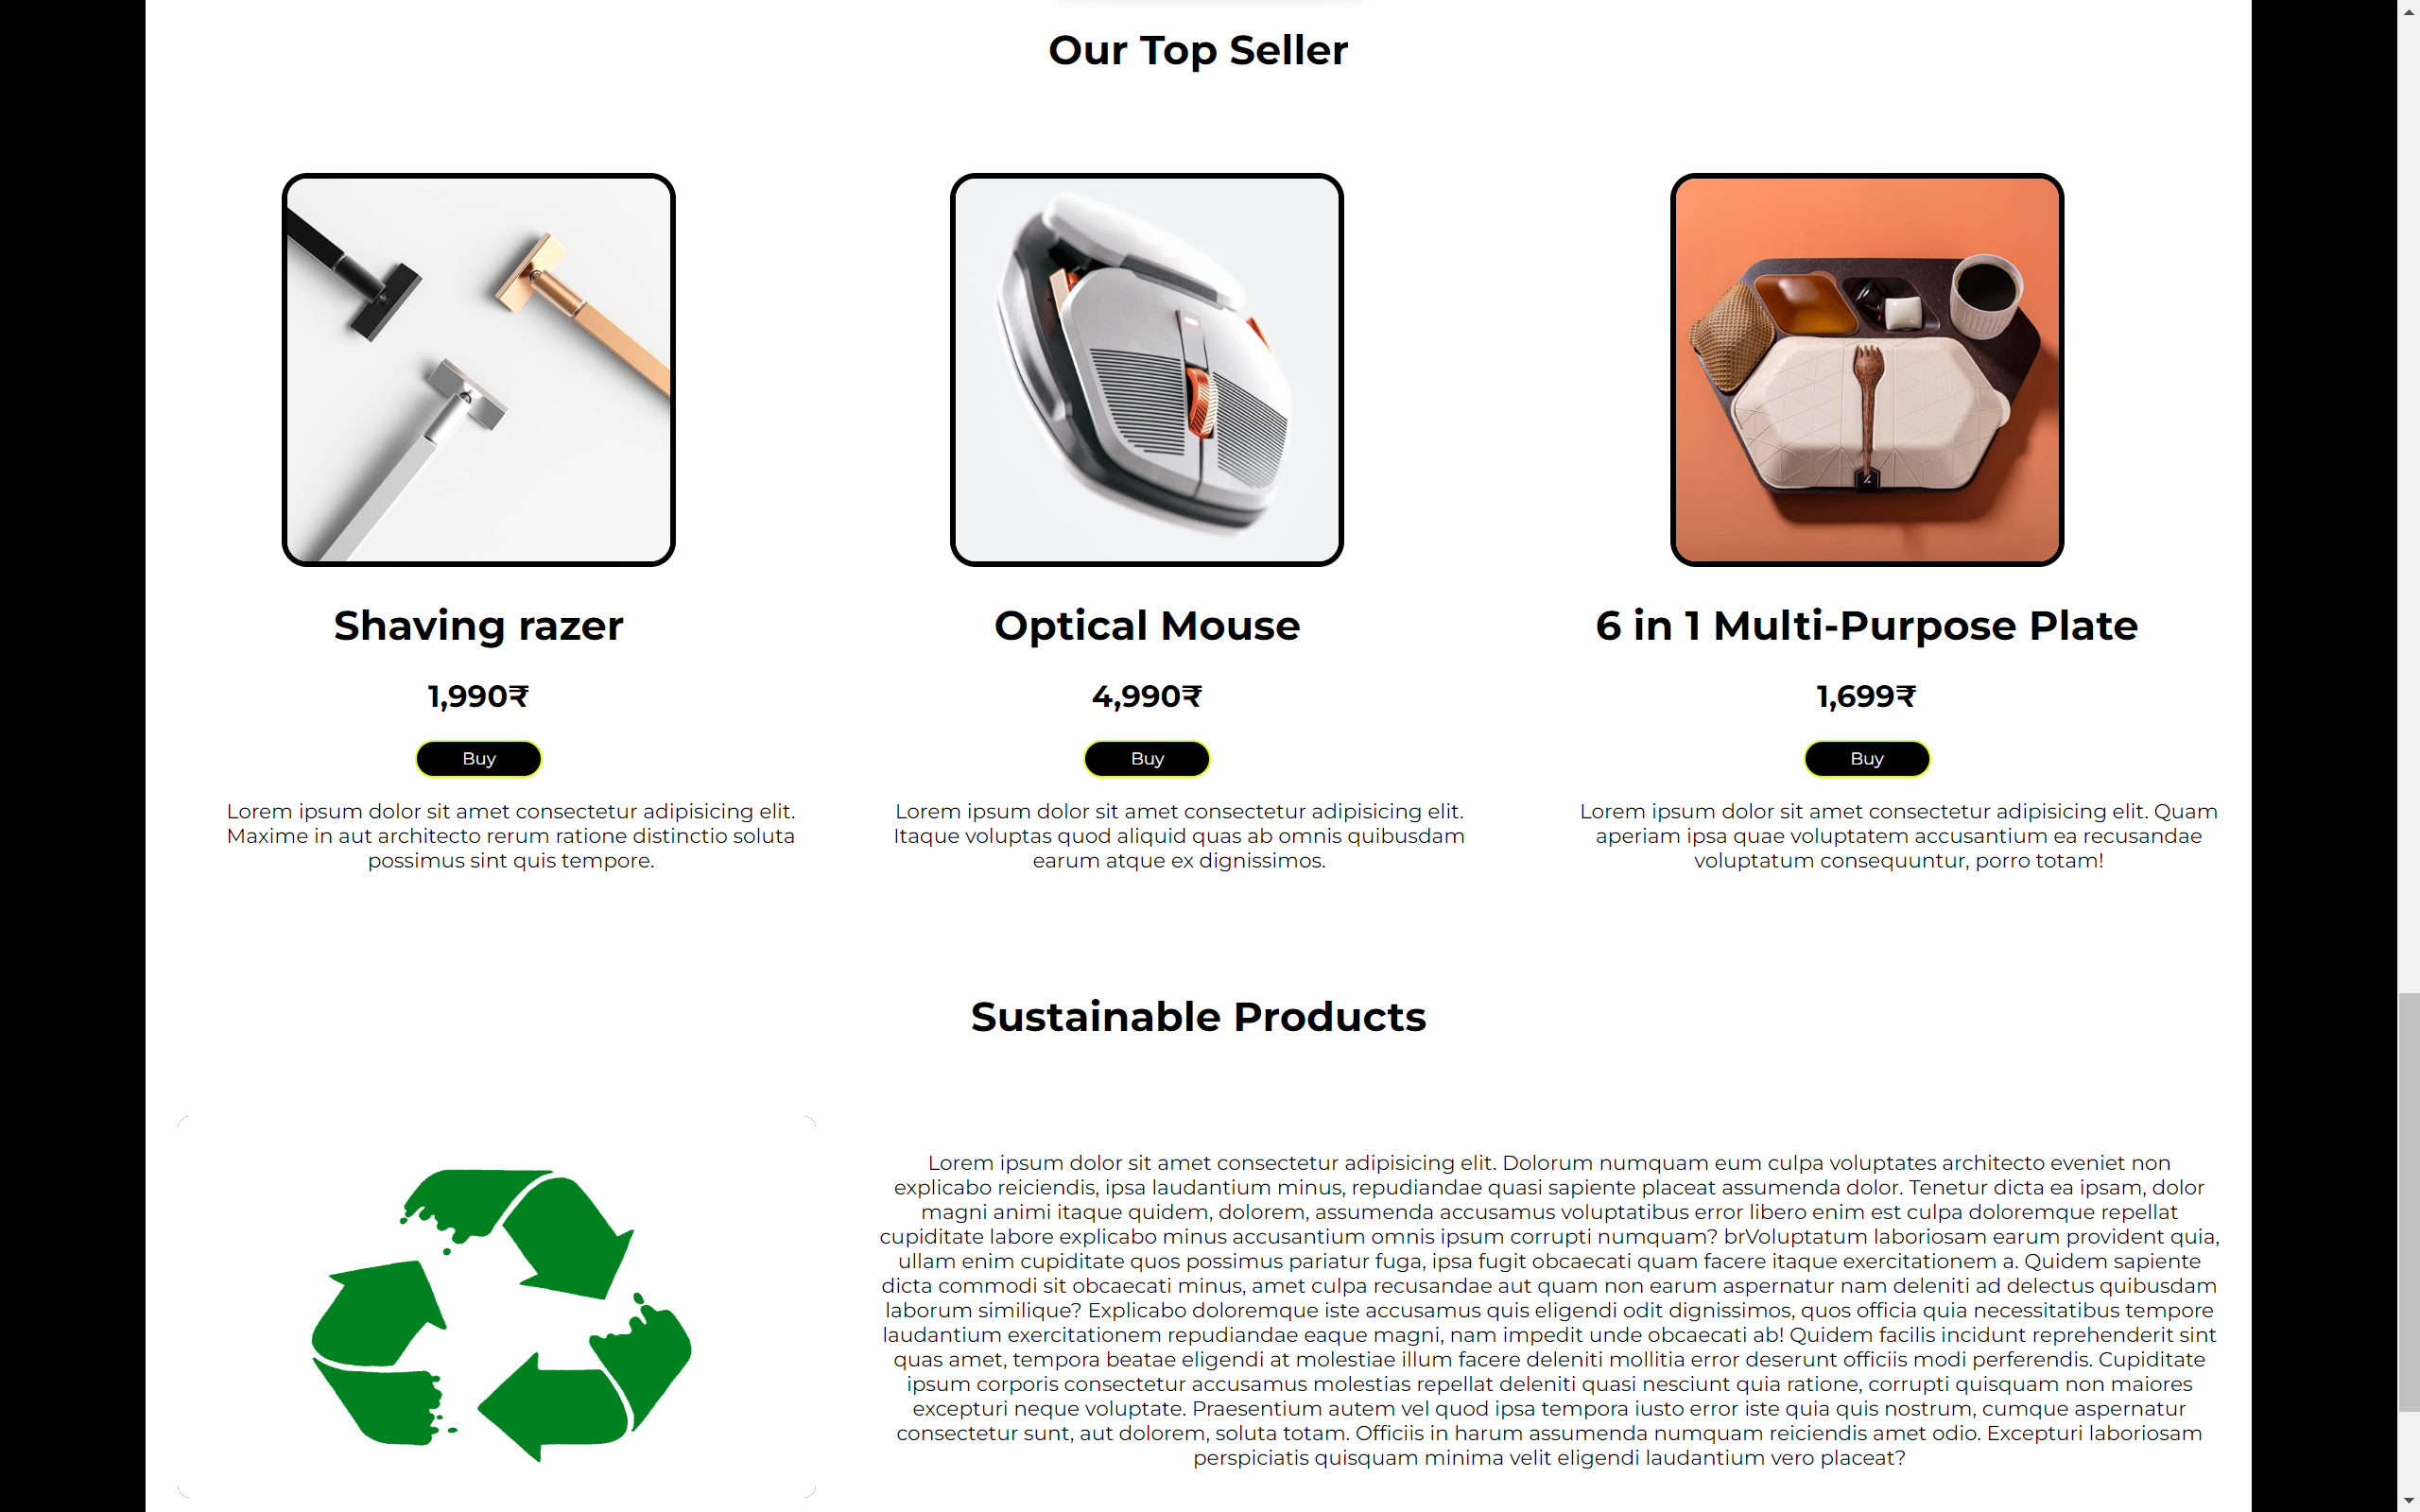 Our Top Seller
Shaving razer
1,990₹
Buy
Lorem ipsum dolor sit amet consectetur adipisicing elit.
Maxime in aut architecto rerum ratione distinctio soluta
possimus sint quis tempore.
Optical Mouse
4,990₹
Buy
Lorem ipsum dolor sit amet consectetur adipisicing elit.
Itaque voluptas quod aliquid quas ab omnis quibusdam
earum atque ex dignissimos.
6 in 1 Multi-Purpose Plate
1,699₹
Buy
Lorem ipsum dolor sit amet consectetur adipisicing elit. Quam
aperiam ipsa quae voluptatem accusantium ea recusandae
voluptatum consequuntur, porro totam!
Sustainable Products
Lorem ipsum dolor sit amet consectetur adipisicing elit. Dolorum numquam eum culpa voluptates architecto eveniet non
explicabo reiciendis, ipsa laudantium minus, repudiandae quasi sapiente placeat assumenda dolor. Tenetur dicta ea ipsam, dolor
magni animi itaque quidem, dolorem, assumenda accusamus voluptatibus error libero enim est culpa doloremque repellat
cupiditate labore explicabo minus accusantium omnis ipsum corrupti numquam? brVoluptatum laboriosam earum provident quia,
ullam enim cupiditate quos possimus pariatur fuga, ipsa fugit obcaecati quam facere itaque exercitationem a. Quidem sapiente
dicta commodi sit obcaecati minus, amet culpa recusandae aut quam non earum aspernatur nam deleniti ad delectus quibusdam
laborum similique? Explicabo doloremque iste accusamus quis eligendi odit dignissimos, quos officia quia necessitatibus tempore
laudantium exercitationem repudiandae eaque magni, nam impedit unde obcaecati ab! Quidem facilis incidunt reprehenderit sint
quas amet, tempora beatae eligendi at molestiae illum facere deleniti mollitia error deserunt officiis modi perferendis. Cupiditate
ipsum corporis consectetur accusamus molestias repellat deleniti quasi nesciunt quia ratione, corrupti quisquam non maiores
excepturi neque voluptate. Praesentium autem vel quod ipsa tempora iusto error iste quia quis nostrum, cumque aspernatur
consectetur sunt, aut dolorem, soluta totam. Officiis in harum assumenda numquam reiciendis amet odio. Excepturi laboriosam
perspiciatis quisquam minima velit eligendi laudantium vero placeat?